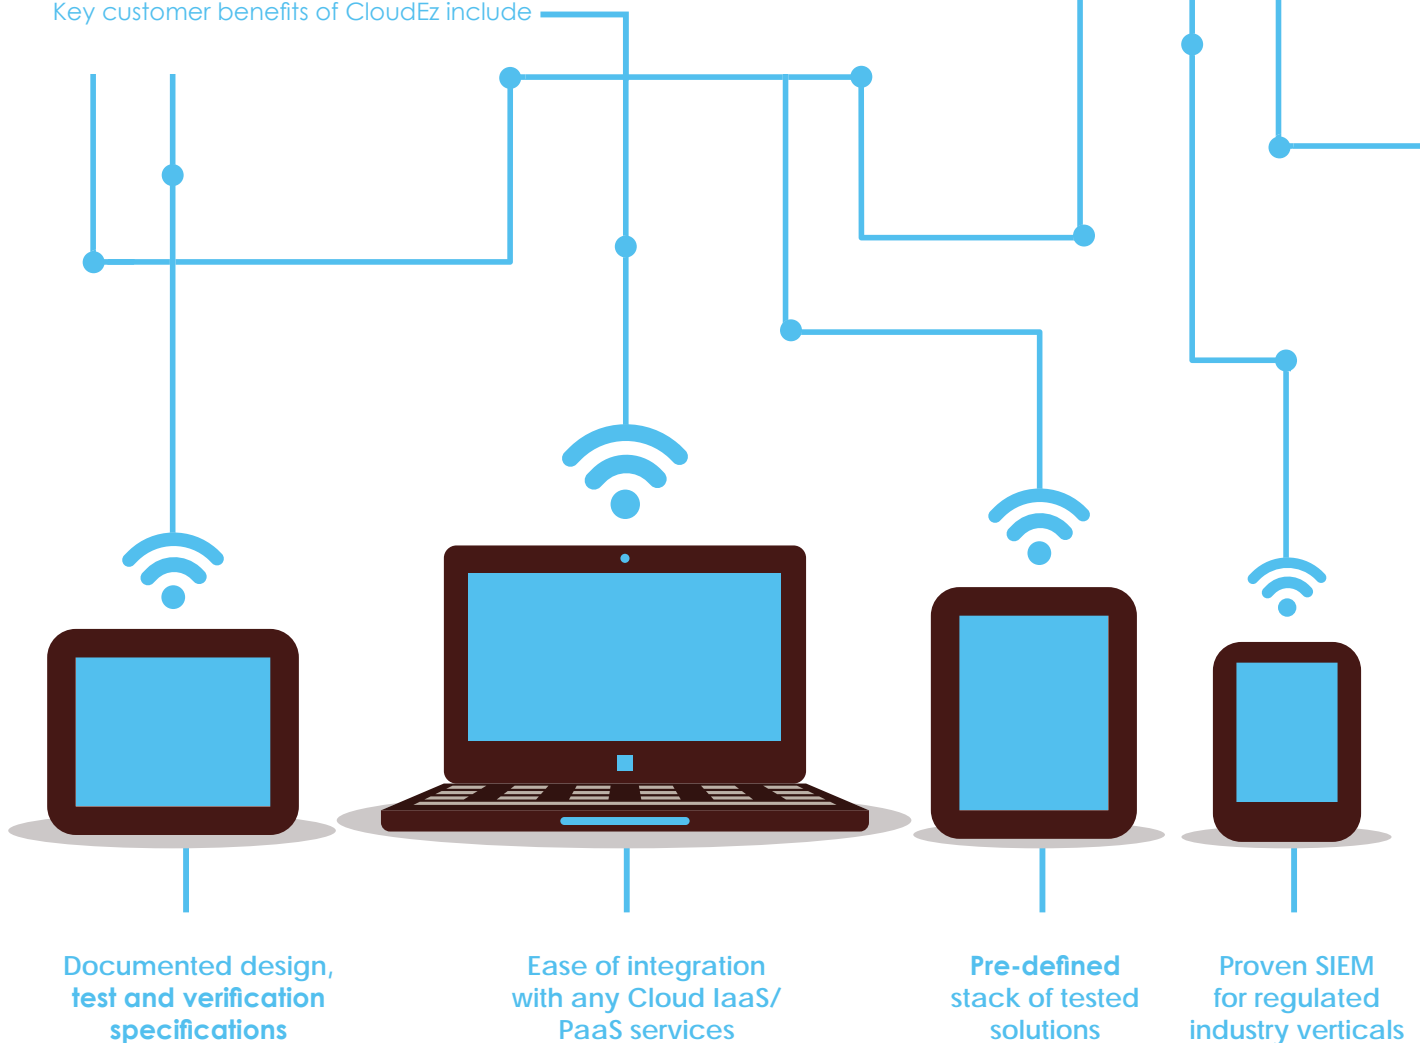 Key customer benefits of CloudEz include
Documented design,
test and verification
specifications
Ease of integration
with any Cloud IaaS/
PaaS services
Pre-defined
stack of tested
solutions
Proven SIEM
for regulated
industry verticals